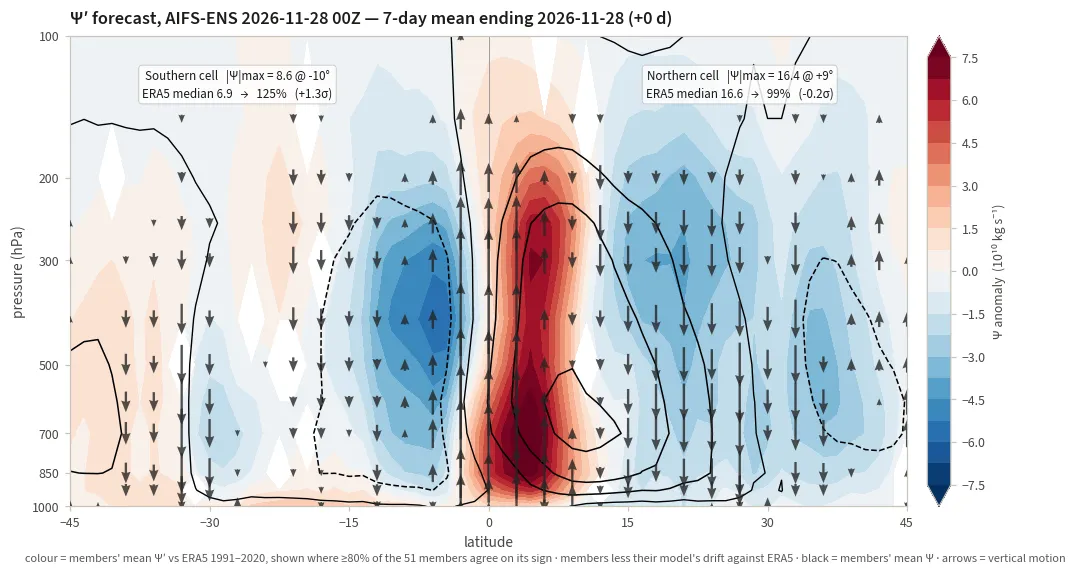 Ψ′ forecast, AIFS-ENS 2026-11-28 00Z — 7-day mean ending 2026-11-28 (+0 d)
Southern cell |Ψ|max = 8.6 @ -10°
ERA5 median 6.9 → 125% (+1.3σ)
Northern cell |Ψ|max = 16.4 @ +9°
ERA5 median 16.6 → 99% (-0.2σ)
100
200
300
400
500
700
850
1000
pressure (hPa)
−45
−30
−15
0
15
30
45
latitude
7.5
6.0
4.5
3.0
1.5
0.0
−1.5
−3.0
−4.5
−6.0
−7.5
Ψ anomaly (10¹⁰ kg s⁻¹)
colour = members' mean Ψ′ vs ERA5 1991–2020, shown where ≥80% of the 51 members agree on its sign · members less their model's drift against ERA5 · black = members' mean Ψ · arrows = vertical motion